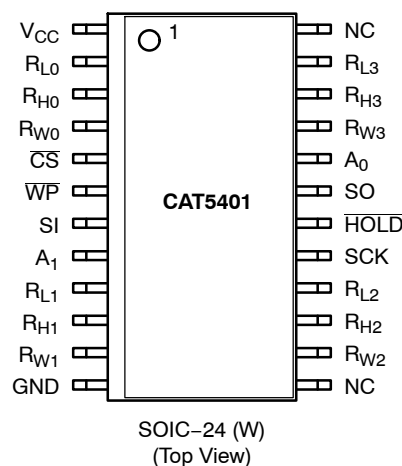 VCC 1 NC
RL0 RL3
RH0 RH3
RW0 RW3
CS A0
WP CAT5401 SO
SI HOLD
A1 SCK
RL1 RL2
RH1 RH2
RW1 RW2
GND NC
SOIC−24 (W)
(Top View)